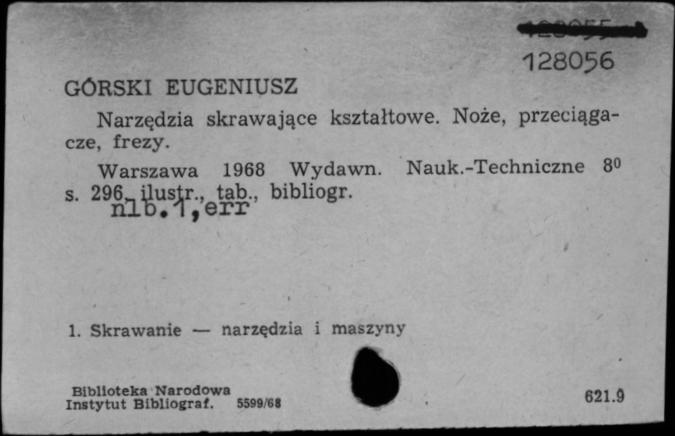 128056
GÓRSKI EUGENIUSZ
Narzędzia skrawające kształtowe. Noże, przeciąga-
cze, frezy.
Warszawa 1968 Wydawn. Nauk.-Techniczne 8⁰
s. 296, ilustr., tab., bibliogr.
nlb.1,err
1. Skrawanie — narzędzia i maszyny
Biblioteka Narodowa
Instytut Bibliograf. 5599/68
621.9